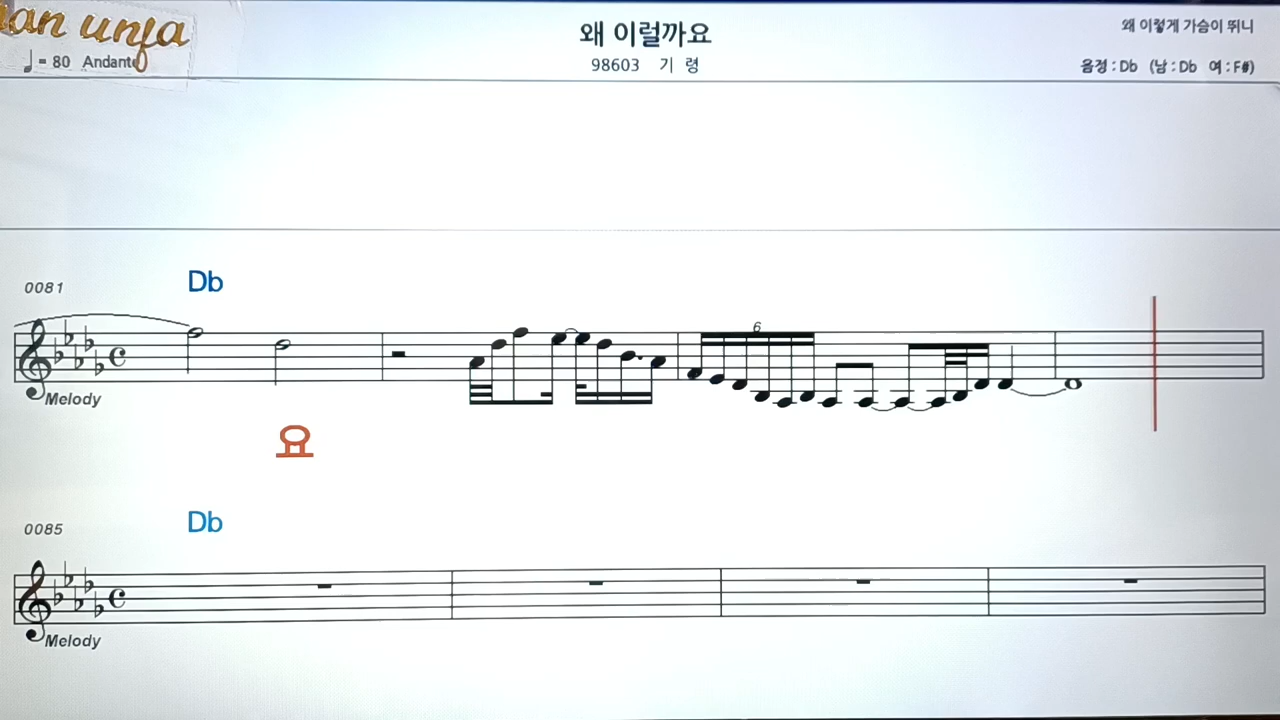 왜 이럴까요
왜 이렇게 가슴이 뛰니
♩= 80 Andante
98603 기 령
음정 : Db (남 : Db 여 : F#)
0081
Db
6
Melody
요
0085
Db
Melody